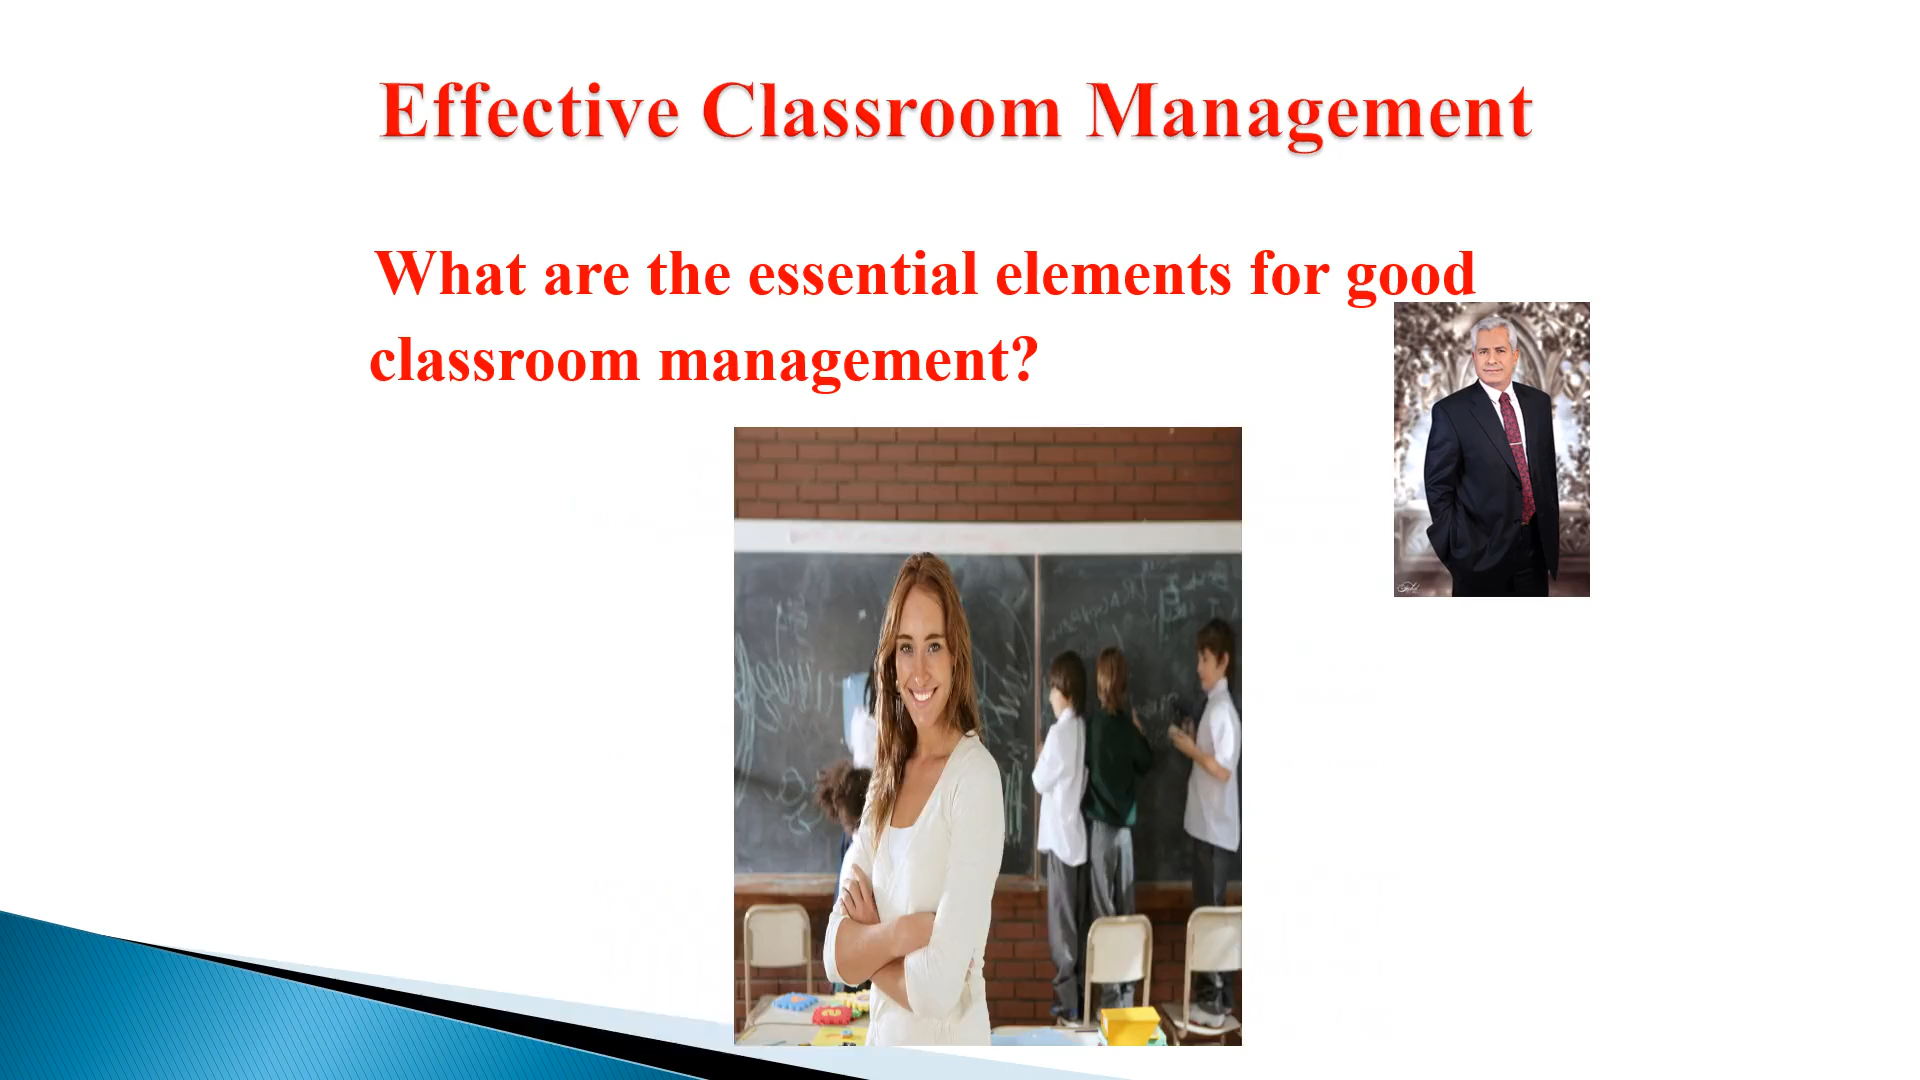 Effective Classroom Management
What are the essential elements for good
classroom management?